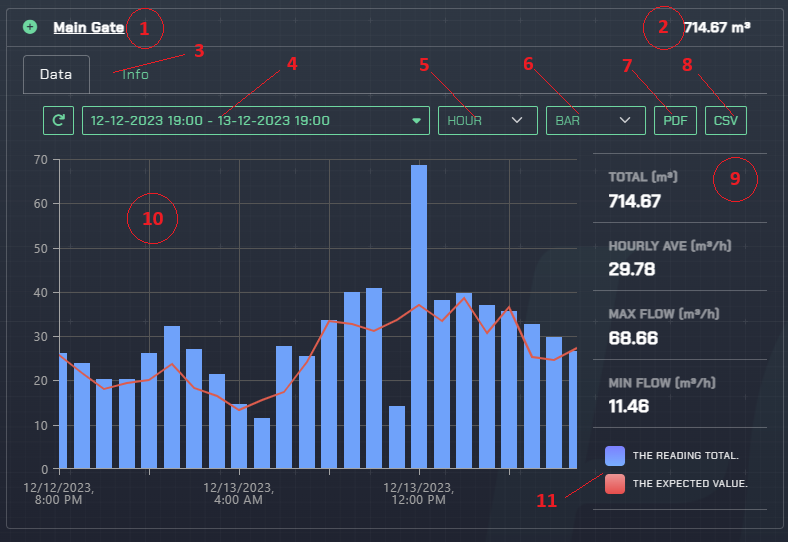 Main Gate 1 2 714.67 m³
Data Info 3 4 5 6 7 8
12-12-2023 19:00 - 13-12-2023 19:00 HOUR BAR PDF CSV
70
60
50
40
30
20
10
0
10
12/12/2023,
8:00 PM
12/13/2023,
4:00 AM
12/13/2023,
12:00 PM
TOTAL (m³) 9
714.67
HOURLY AVE (m³/h)
29.78
MAX FLOW (m³/h)
68.66
MIN FLOW (m³/h)
11.46
THE READING TOTAL.
THE EXPECTED VALUE.
11